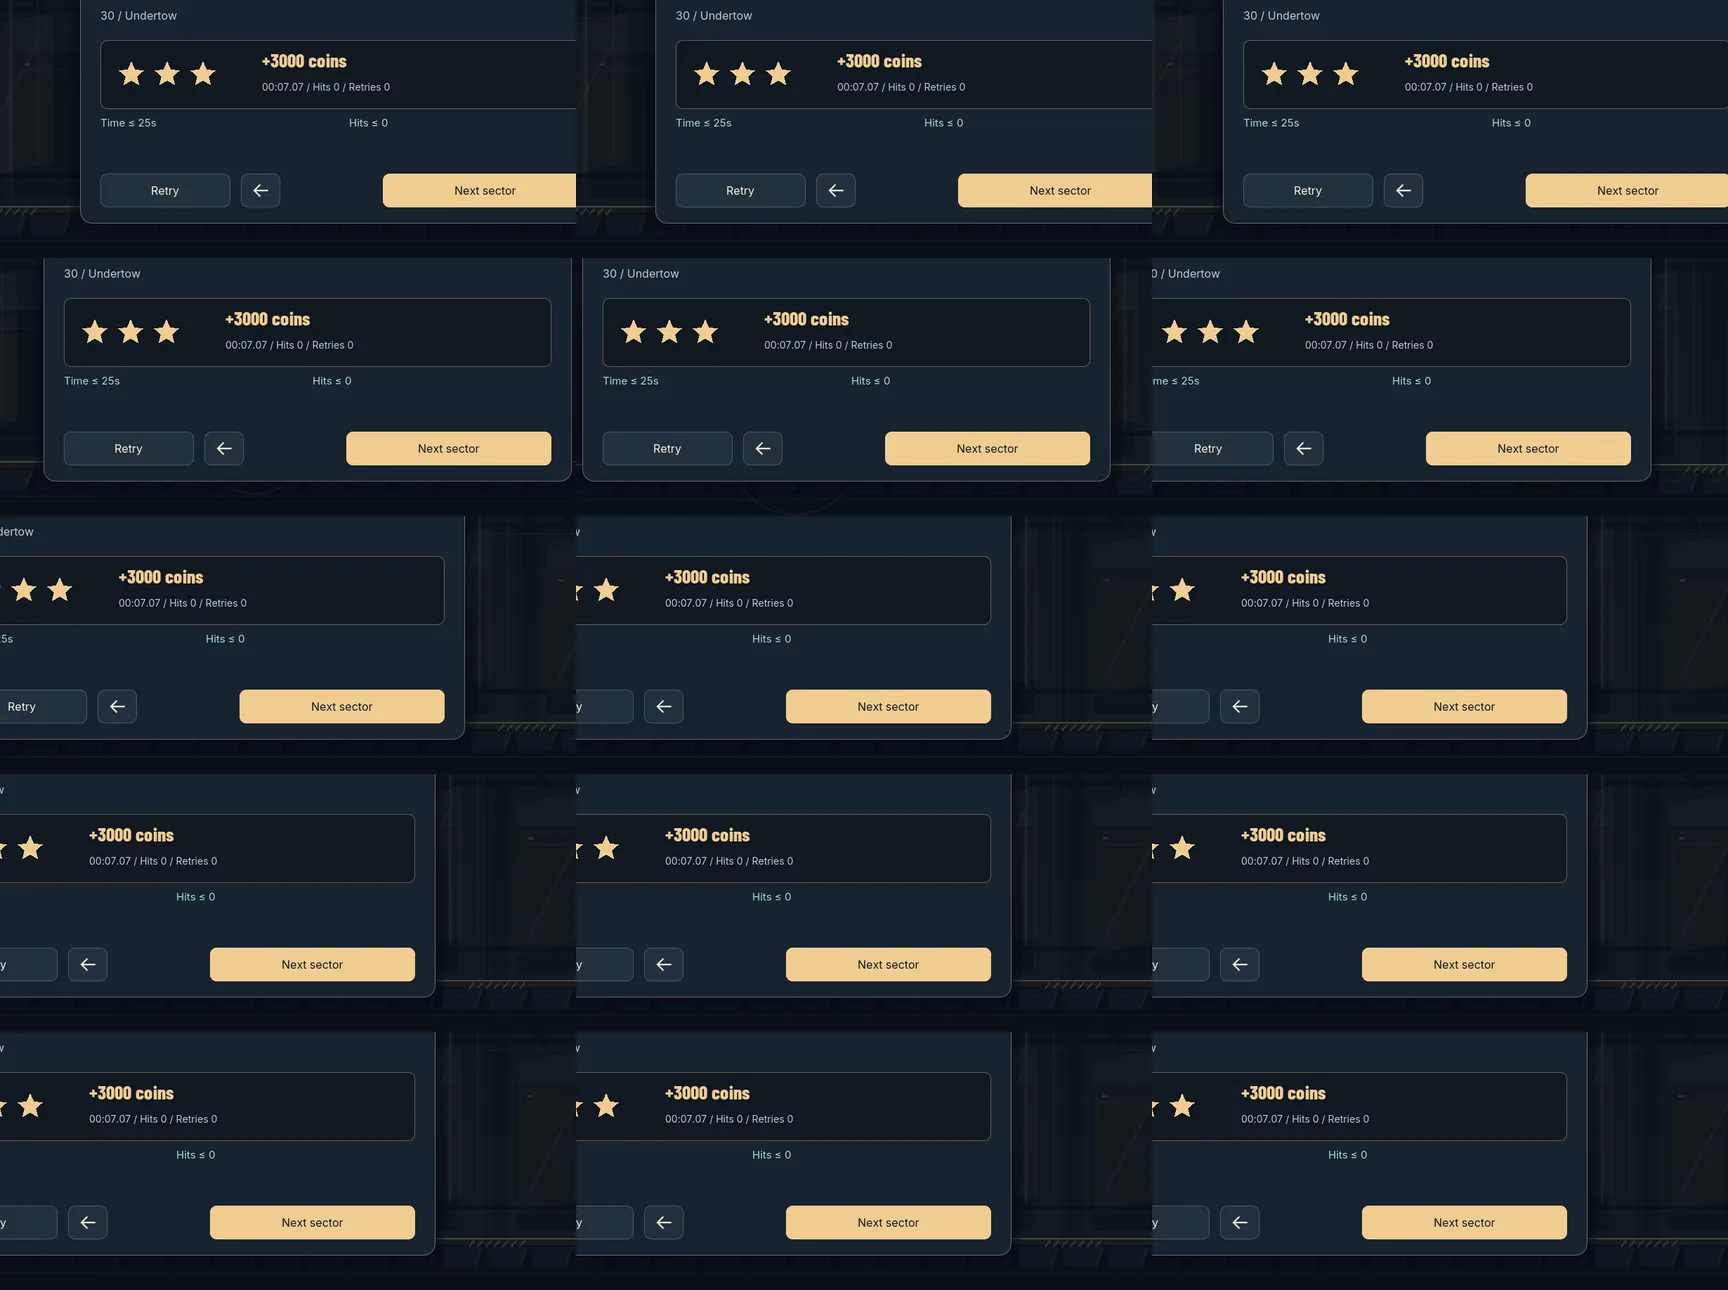 30 / Undertow
+3000 coins
00:07.07 / Hits 0 / Retries 0
Time ≤ 25s
Hits ≤ 0
Retry
Next sector
30 / Undertow
+3000 coins
00:07.07 / Hits 0 / Retries 0
Time ≤ 25s
Hits ≤ 0
Retry
Next sector
30 / Undertow
+3000 coins
00:07.07 / Hits 0 / Retries 0
Time ≤ 25s
Hits ≤ 0
Retry
Next sector
30 / Undertow
+3000 coins
00:07.07 / Hits 0 / Retries 0
Time ≤ 25s
Hits ≤ 0
Retry
Next sector
30 / Undertow
+3000 coins
00:07.07 / Hits 0 / Retries 0
Time ≤ 25s
Hits ≤ 0
Retry
Next sector
0 / Undertow
+3000 coins
00:07.07 / Hits 0 / Retries 0
me ≤ 25s
Hits ≤ 0
Retry
Next sector
dertow
+3000 coins
00:07.07 / Hits 0 / Retries 0
25s
Hits ≤ 0
Retry
Next sector
w
+3000 coins
00:07.07 / Hits 0 / Retries 0
Hits ≤ 0
y
Next sector
w
+3000 coins
00:07.07 / Hits 0 / Retries 0
Hits ≤ 0
y
Next sector
w
+3000 coins
00:07.07 / Hits 0 / Retries 0
Hits ≤ 0
y
Next sector
w
+3000 coins
00:07.07 / Hits 0 / Retries 0
Hits ≤ 0
y
Next sector
w
+3000 coins
00:07.07 / Hits 0 / Retries 0
Hits ≤ 0
y
Next sector
w
+3000 coins
00:07.07 / Hits 0 / Retries 0
Hits ≤ 0
y
Next sector
w
+3000 coins
00:07.07 / Hits 0 / Retries 0
Hits ≤ 0
y
Next sector
w
+3000 coins
00:07.07 / Hits 0 / Retries 0
Hits ≤ 0
y
Next sector